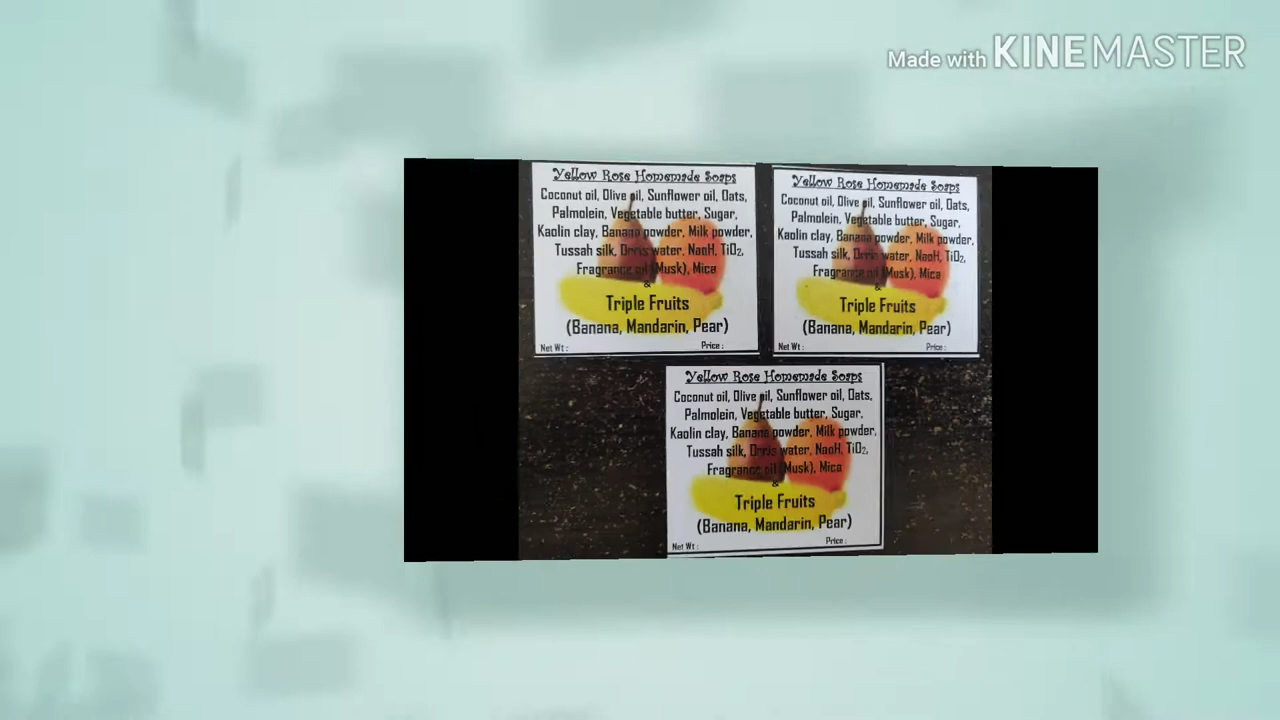 Made with KINEMASTER
Yellow Rose Homemade Soaps
Coconut oil, Olive oil, Sunflower oil, Oats,
Palmolein, Vegetable butter, Sugar,
Kaolin clay, Banana powder, Milk powder,
Tussah silk, Orris water, NaoH, TiO₂,
Fragrance oil (Musk), Mica
&
Triple Fruits
(Banana, Mandarin, Pear)
Net Wt : Price :
Yellow Rose Homemade Soaps
Coconut oil, Olive oil, Sunflower oil, Oats,
Palmolein, Vegetable butter, Sugar,
Kaolin clay, Banana powder, Milk powder,
Tussah silk, Orris water, NaoH, TiO₂,
Fragrance oil (Musk), Mica
&
Triple Fruits
(Banana, Mandarin, Pear)
Net Wt : Price :
Yellow Rose Homemade Soaps
Coconut oil, Olive oil, Sunflower oil, Oats,
Palmolein, Vegetable butter, Sugar,
Kaolin clay, Banana powder, Milk powder,
Tussah silk, Orris water, NaoH, TiO₂,
Fragrance oil (Musk), Mica
&
Triple Fruits
(Banana, Mandarin, Pear)
Net Wt : Price :